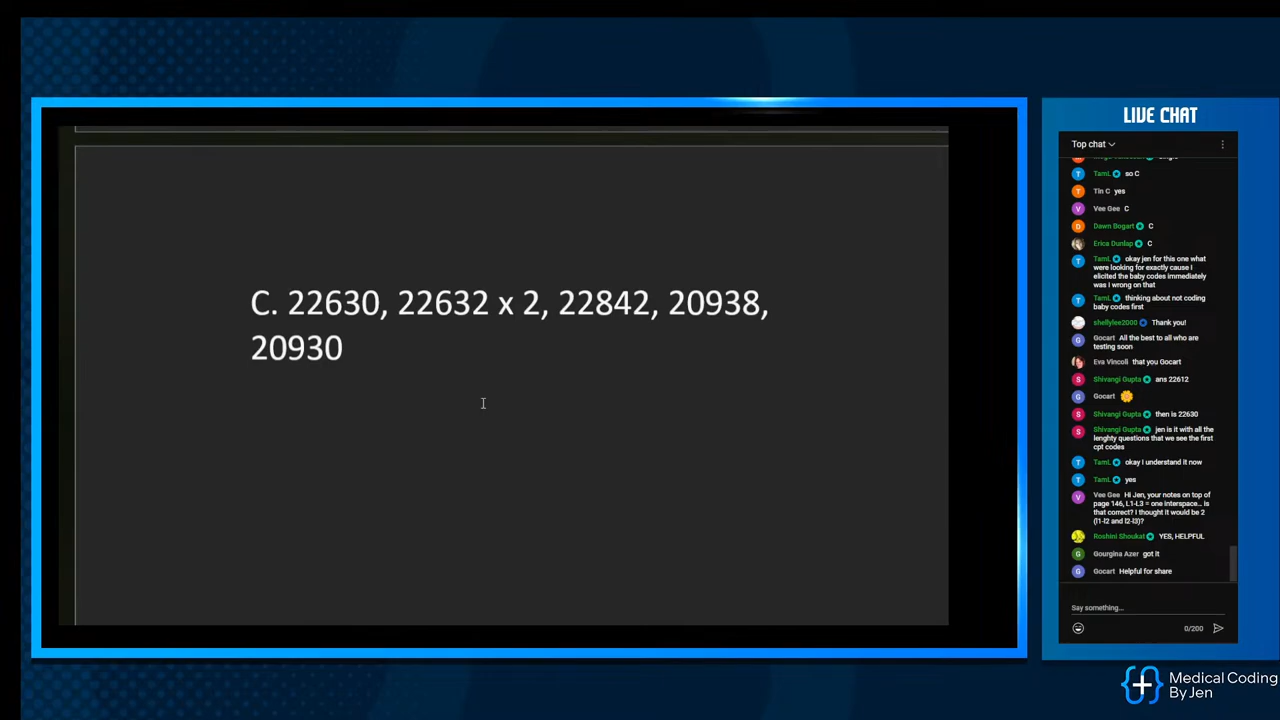 LIVE CHAT
Top chat
TamL so C
Tin C yes
Vee Gee C
Dawn Bogart C
Erica Dunlap C
TamL okay jen for this one what
were looking for exactly cause I
elicited the baby codes immediately
was I wrong on that
TamL thinking about not coding
baby codes first
shellylee2000 Thank you!
Gocart All the best to all who are
testing soon
Eva Vincoli that you Gocart
Shivangi Gupta ans 22612
Gocart
Shivangi Gupta then is 22630
Shivangi Gupta jen is it with all the
lenghty questions that we see the first
cpt codes
TamL okay I understand it now
TamL yes
Vee Gee Hi Jen, your notes on top of
page 146, L1-L3 = one interspace... is
that correct? I thought it would be 2
(l1-l2 and l2-l3)?
Roshini Shoukat YES, HELPFUL
Gourgina Azer got it
Gocart Helpful for share
Say something...
0/200
C. 22630, 22632 x 2, 22842, 20938,
20930
Medical Coding
By Jen